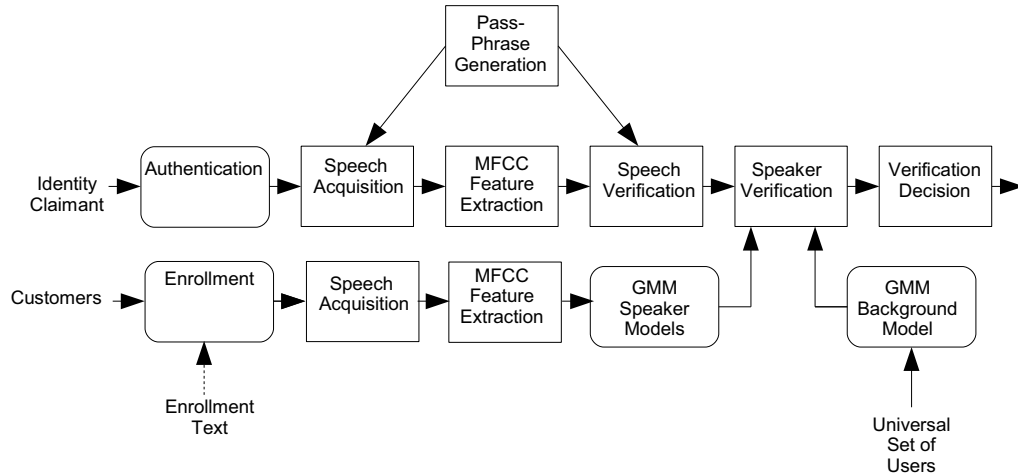 Pass-
Phrase
Generation
Identity
Claimant
Authentication
Speech
Acquisition
MFCC
Feature
Extraction
Speech
Verification
Speaker
Verification
Verification
Decision
Customers
Enrollment
Speech
Acquisition
MFCC
Feature
Extraction
GMM
Speaker
Models
GMM
Background
Model
Enrollment
Text
Universal
Set of
Users